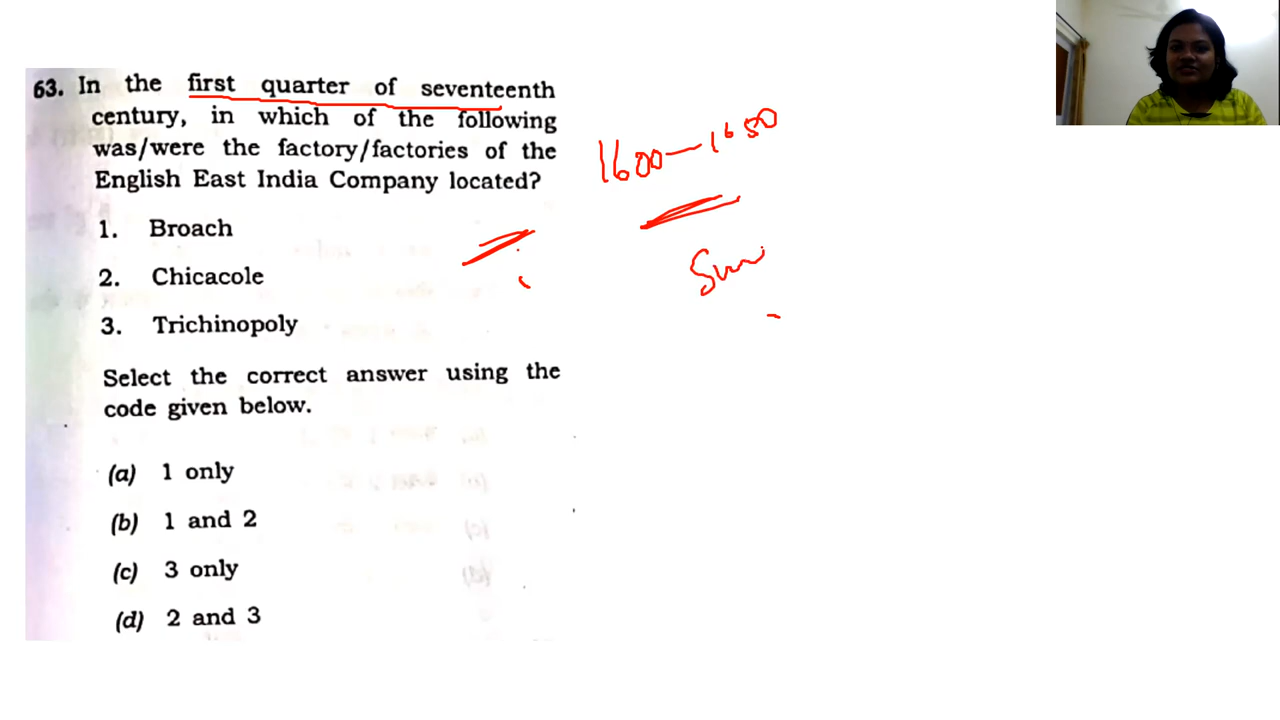 63. In the first quarter of seventeenth
century, in which of the following
was/were the factory/factories of the
English East India Company located?
1. Broach
2. Chicacole
3. Trichinopoly
Select the correct answer using the
code given below.
(a) 1 only
(b) 1 and 2
(c) 3 only
(d) 2 and 3
1600-1650